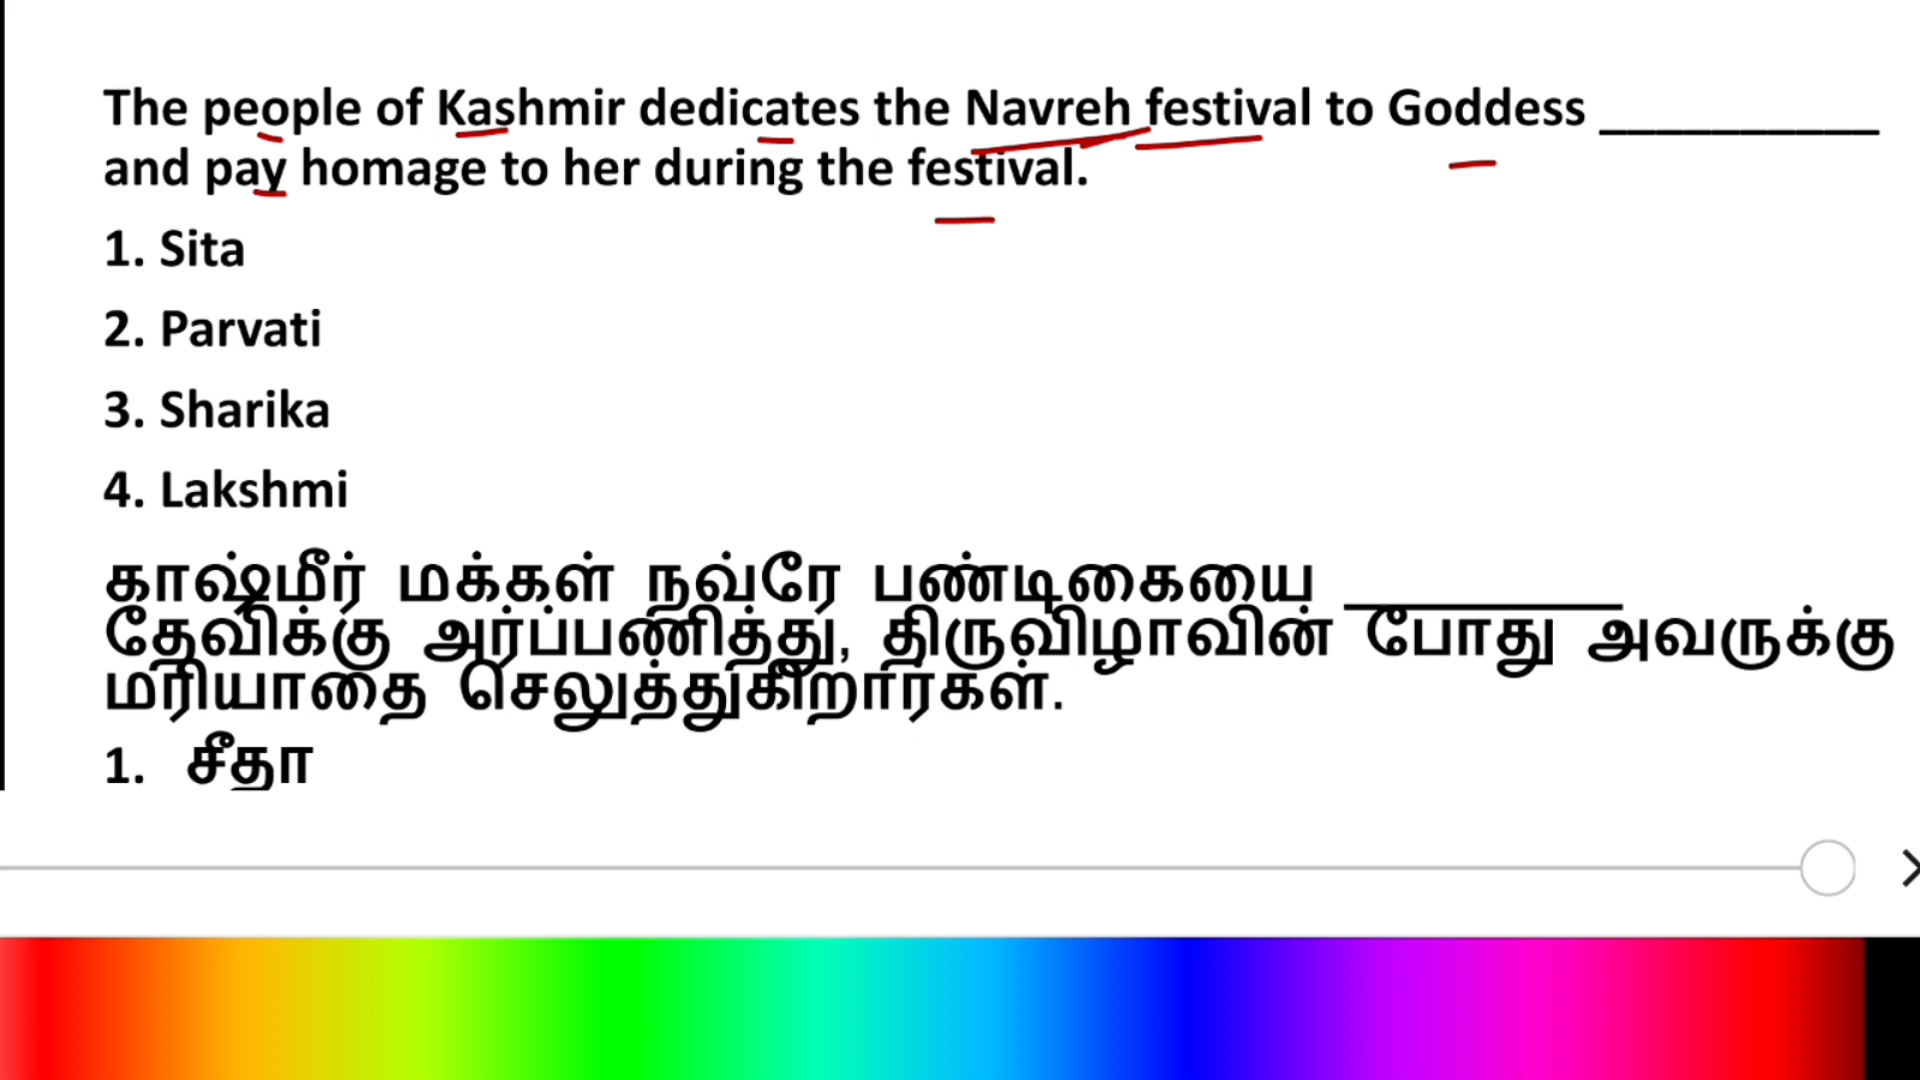 The people of Kashmir dedicates the Navreh festival to Goddess __________
and pay homage to her during the festival.
1. Sita
2. Parvati
3. Sharika
4. Lakshmi
காஷ்மீர் மக்கள் நவ்ரே பண்டிகையை __________
தேவிக்கு அர்ப்பணித்து, திருவிழாவின் போது அவருக்கு
மரியாதை செலுத்துகிறார்கள்.
1. சீதா